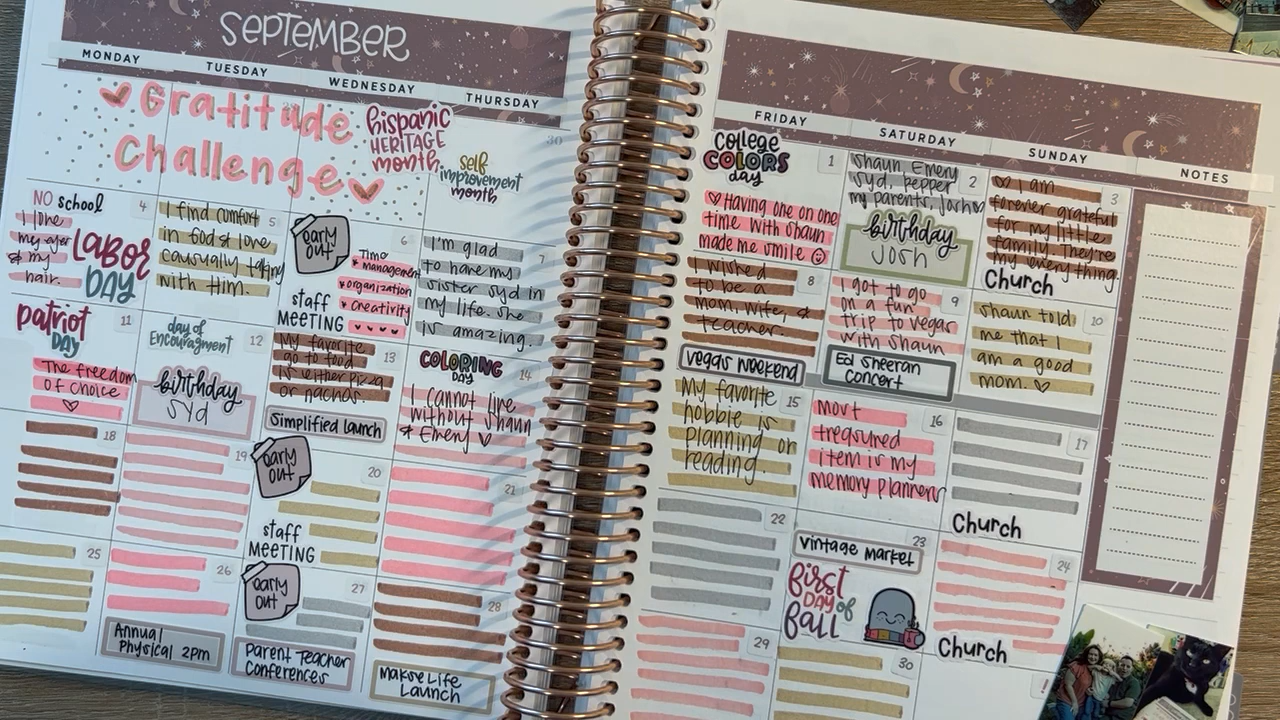 SEPTEMBER
MONDAY
TUESDAY
WEDNESDAY
THURSDAY
♡ Gratitude
Challenge ♡
hispanic
HERITAGE
month
self
improvement
month
30
NO school
4
I love
my eyes
& my
hair.
LABOR
DAY
I find comfort
5
in food & love
causually talking
with Him.
early
out
6
Time
management
organization
creativity
STAFF
MEETING
I'm glad
7
to have my
sister Syd in
my life. She
is amazing.
patriot
DAY
11
The freedom
of choice
♡
day of
Encouragment
12
birthday
Syd
My favorite
go to food
13
is either pizza
or nachos.
Simplified launch
COLORING
DAY
14
I cannot live
without Shaun
& Emery ♡
18
19
early
out
20
STAFF
MEETING
21
25
26
Annual
Physical 2pm
early
out
27
Parent Teacher
Conferences
28
Makse Life
Launch
FRIDAY
SATURDAY
SUNDAY
NOTES
COLLEGE
COLORS
day
1
♡ Having one on one
time with Shaun
made me smile ☺
Shaun, Emery
2
Syd, Pepper
my parents, Josh
birthday
Josh
♡ I am
3
forever grateful
for my little
family. They're
my everything.
Church
I wished
8
to be a
mom, wife, &
teacher.
Vegas Weekend
I got to go
9
on a fun
trip to Vegas
with Shaun
Ed Sheeran
Concert
Shaun told
10
me that I
am a good
mom. ♡
My favorite
15
hobbie is
planning or
reading.
Most
16
treasured
item is my
memory planners
17
Church
22
Vintage Market
23
FIRST
DAY of
fall
24
Church
29
30